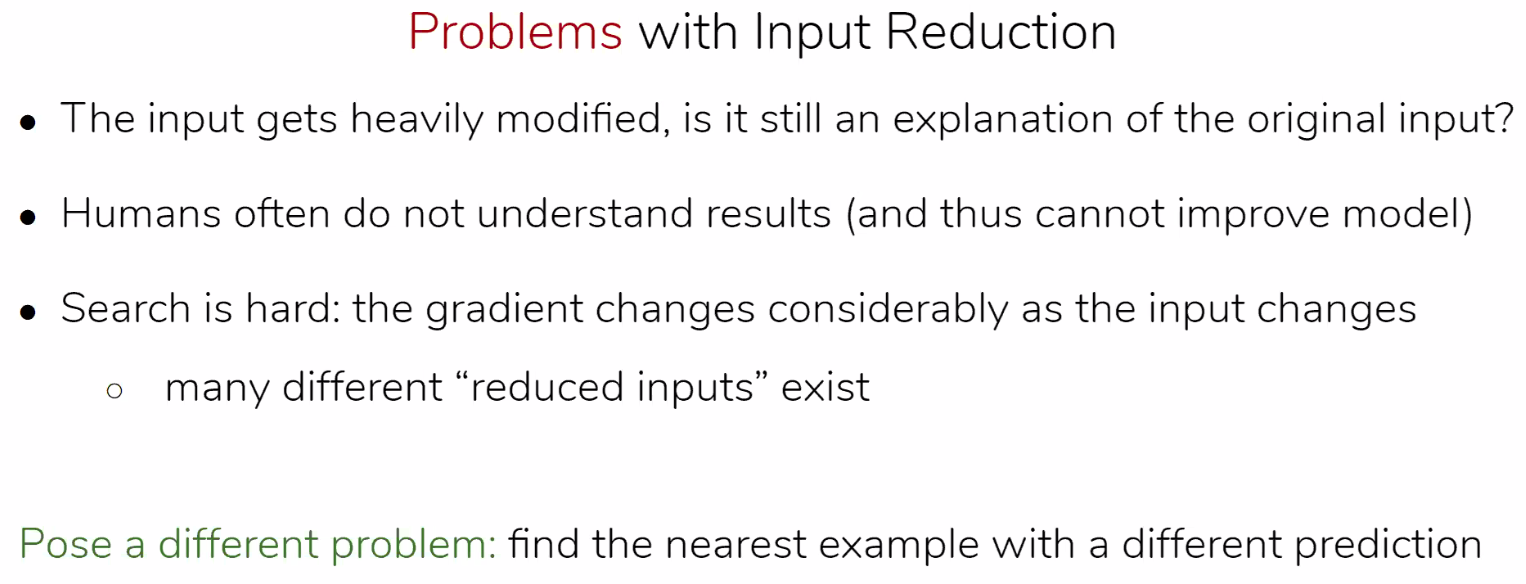 Problems with Input Reduction
● The input gets heavily modified, is it still an explanation of the original input?
● Humans often do not understand results (and thus cannot improve model)
● Search is hard: the gradient changes considerably as the input changes
○ many different “reduced inputs” exist
Pose a different problem: find the nearest example with a different prediction